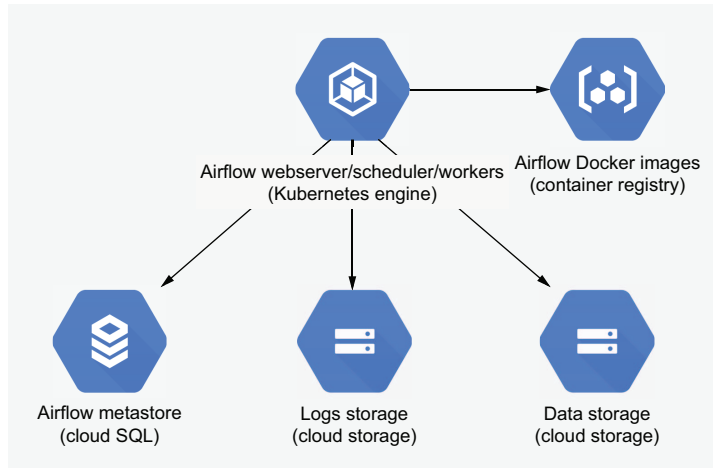 Airflow webserver/scheduler/workers
(Kubernetes engine)
Airflow Docker images
(container registry)
Airflow metastore
(cloud SQL)
Logs storage
(cloud storage)
Data storage
(cloud storage)